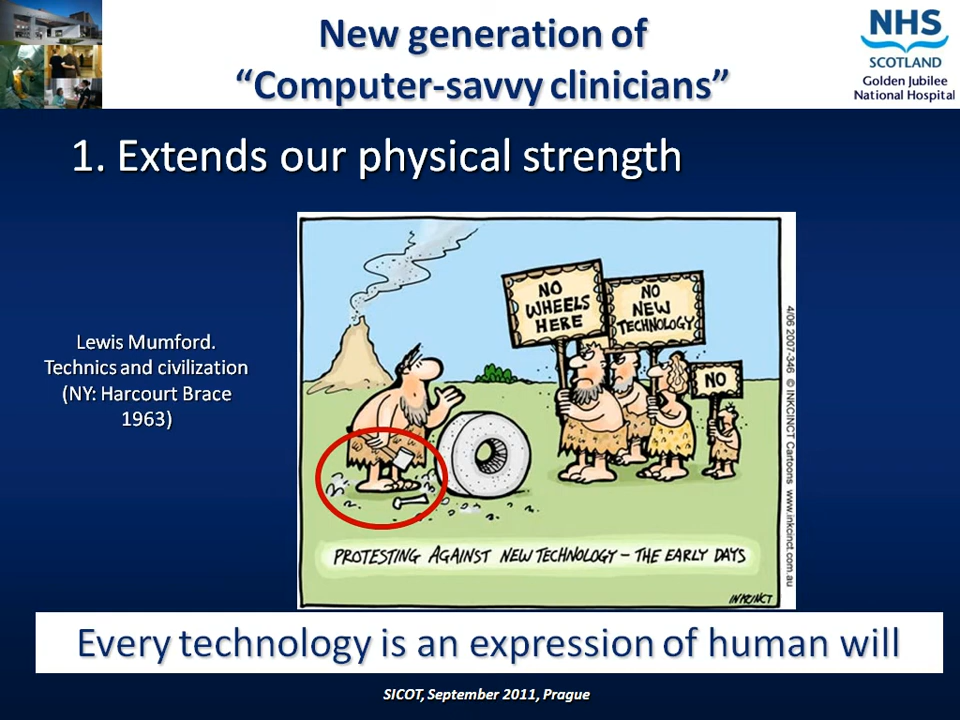 New generation of
“Computer-savvy clinicians”
NHS
SCOTLAND
Golden Jubilee
National Hospital
1. Extends our physical strength
Lewis Mumford.
Technics and civilization
(NY: Harcourt Brace
1963)
NO
WHEELS
HERE
NO
NEW
TECHNOLOGY
NO
4/06 2007-346 © INKCINCT Cartoons www.inkcinct.com.au
PROTESTING AGAINST NEW TECHNOLOGY – THE EARLY DAYS
INKCINCT
Every technology is an expression of human will
SICOT, September 2011, Prague